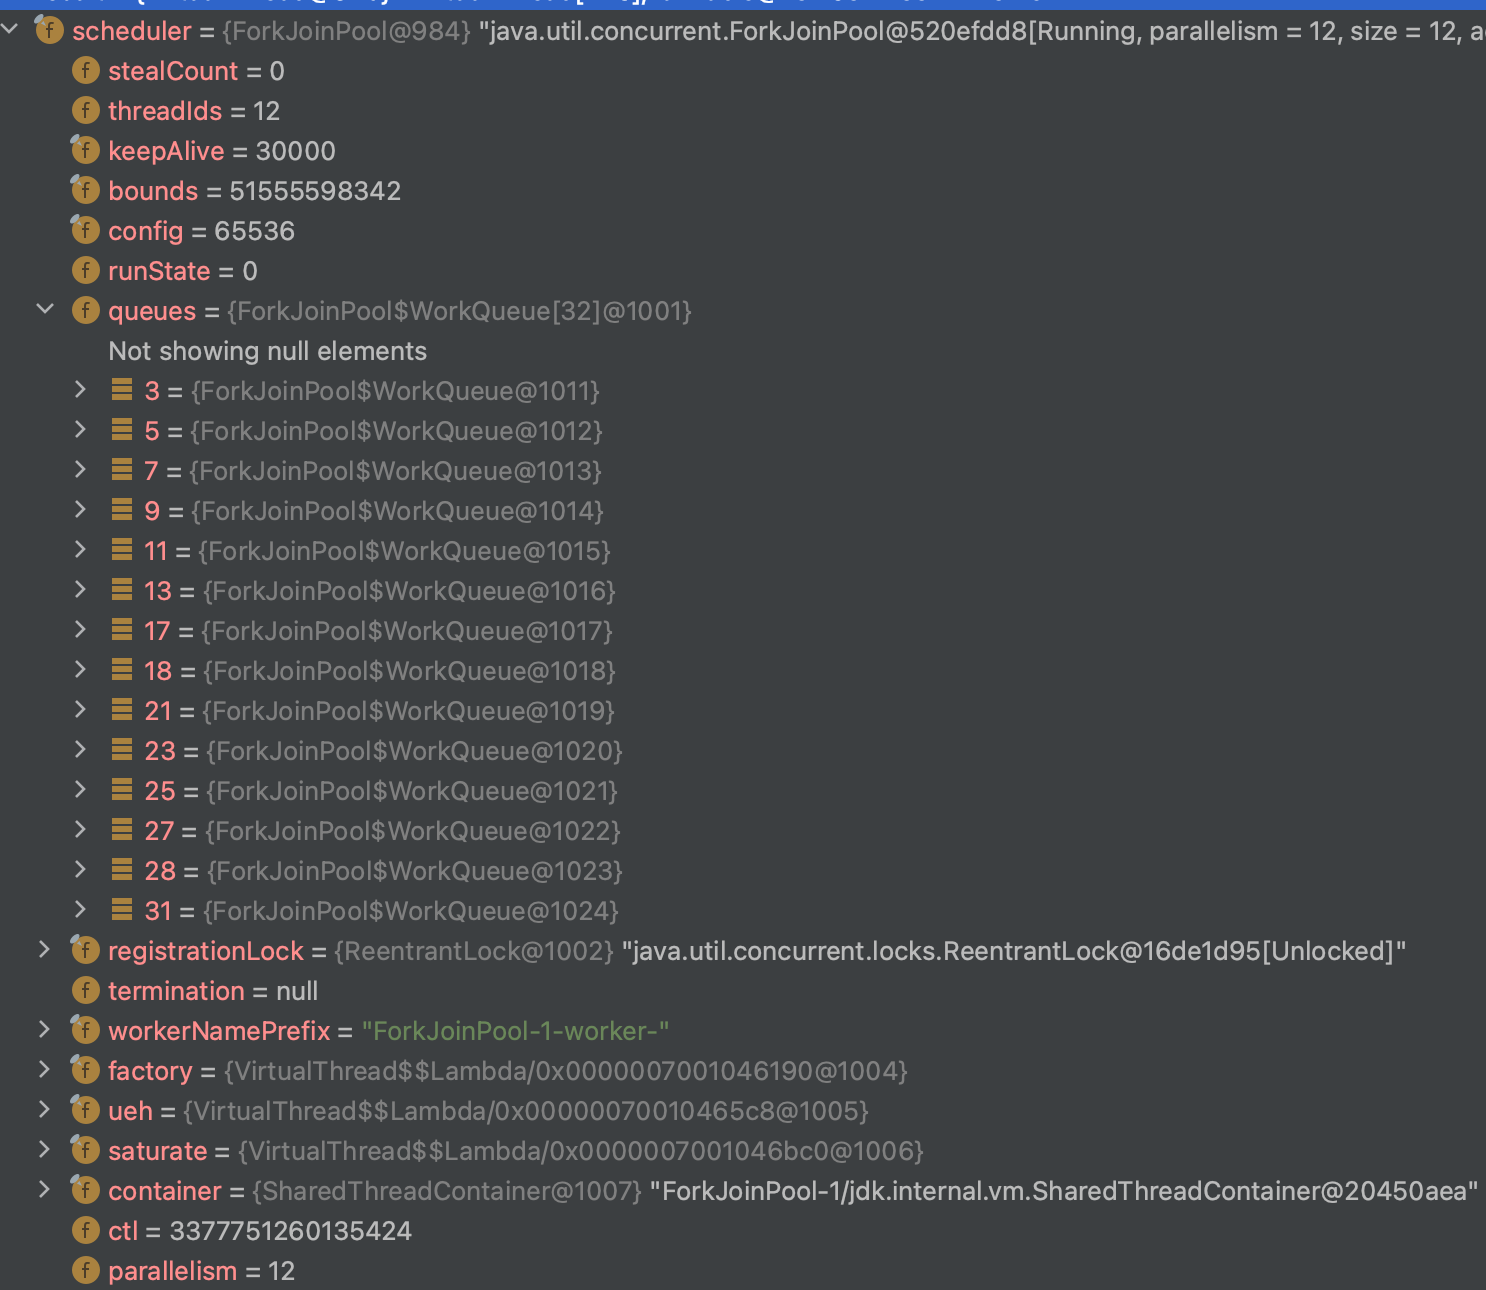 scheduler = {ForkJoinPool@984} "java.util.concurrent.ForkJoinPool@520efdd8[Running, parallelism = 12, size = 12,
f stealCount = 0
f threadIds = 12
f keepAlive = 30000
f bounds = 51555598342
f config = 65536
f runState = 0
f queues = {ForkJoinPool$WorkQueue[32]@1001}
Not showing null elements
3 = {ForkJoinPool$WorkQueue@1011}
5 = {ForkJoinPool$WorkQueue@1012}
7 = {ForkJoinPool$WorkQueue@1013}
9 = {ForkJoinPool$WorkQueue@1014}
11 = {ForkJoinPool$WorkQueue@1015}
13 = {ForkJoinPool$WorkQueue@1016}
17 = {ForkJoinPool$WorkQueue@1017}
18 = {ForkJoinPool$WorkQueue@1018}
21 = {ForkJoinPool$WorkQueue@1019}
23 = {ForkJoinPool$WorkQueue@1020}
25 = {ForkJoinPool$WorkQueue@1021}
27 = {ForkJoinPool$WorkQueue@1022}
28 = {ForkJoinPool$WorkQueue@1023}
31 = {ForkJoinPool$WorkQueue@1024}
f registrationLock = {ReentrantLock@1002} "java.util.concurrent.locks.ReentrantLock@16de1d95[Unlocked]"
f termination = null
f workerNamePrefix = "ForkJoinPool-1-worker-"
f factory = {VirtualThread$$Lambda/0x0000007001046190@1004}
f ueh = {VirtualThread$$Lambda/0x00000070010465c8@1005}
f saturate = {VirtualThread$$Lambda/0x0000007001046bc0@1006}
f container = {SharedThreadContainer@1007} "ForkJoinPool-1/jdk.internal.vm.SharedThreadContainer@20450aea"
f ctl = 3377751260135424
f parallelism = 12